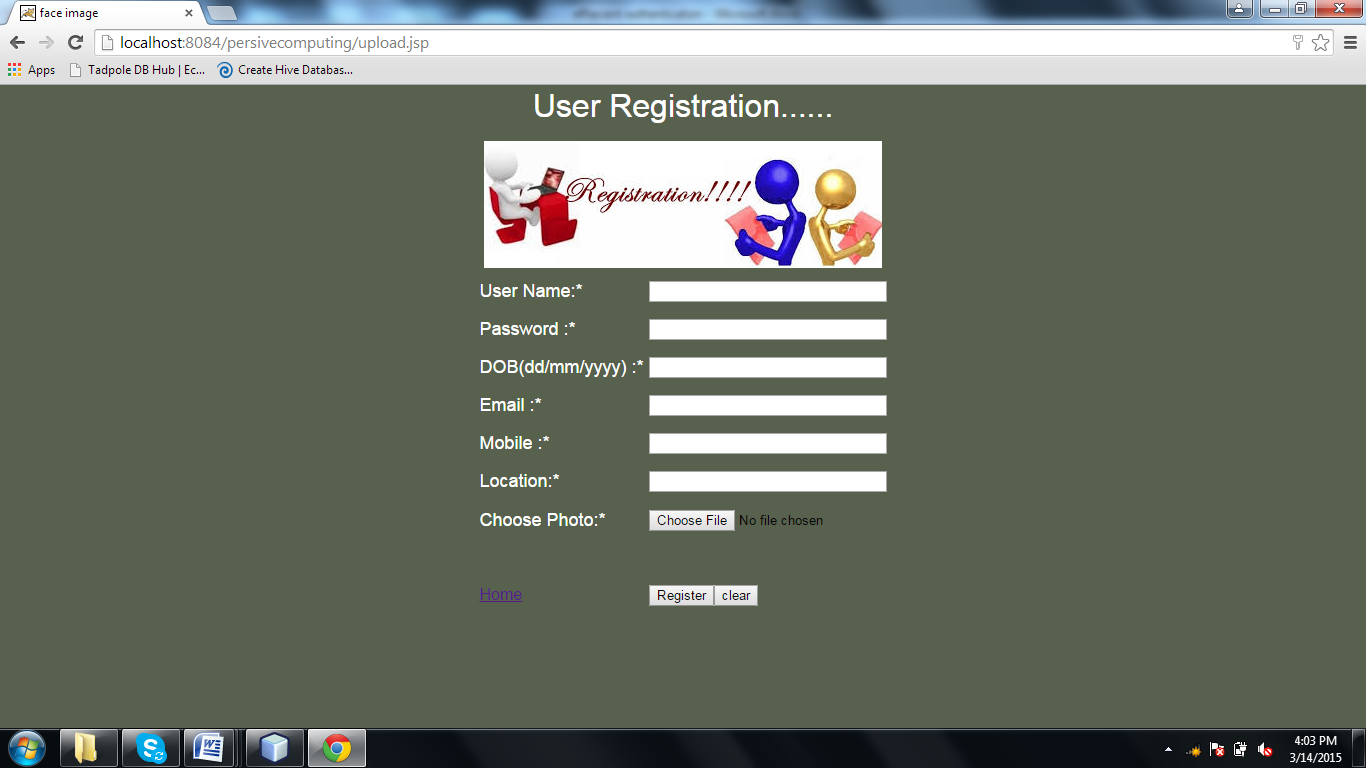 face image
localhost:8084/persivecomputing/upload.jsp
Apps Tadpole DB Hub | Ec... Create Hive Databas...
User Registration......
Registration!!!!
User Name:*
Password :*
DOB(dd/mm/yyyy) :*
Email :*
Mobile :*
Location:*
Choose Photo:* Choose File No file chosen
Home Register clear
4:03 PM
3/14/2015